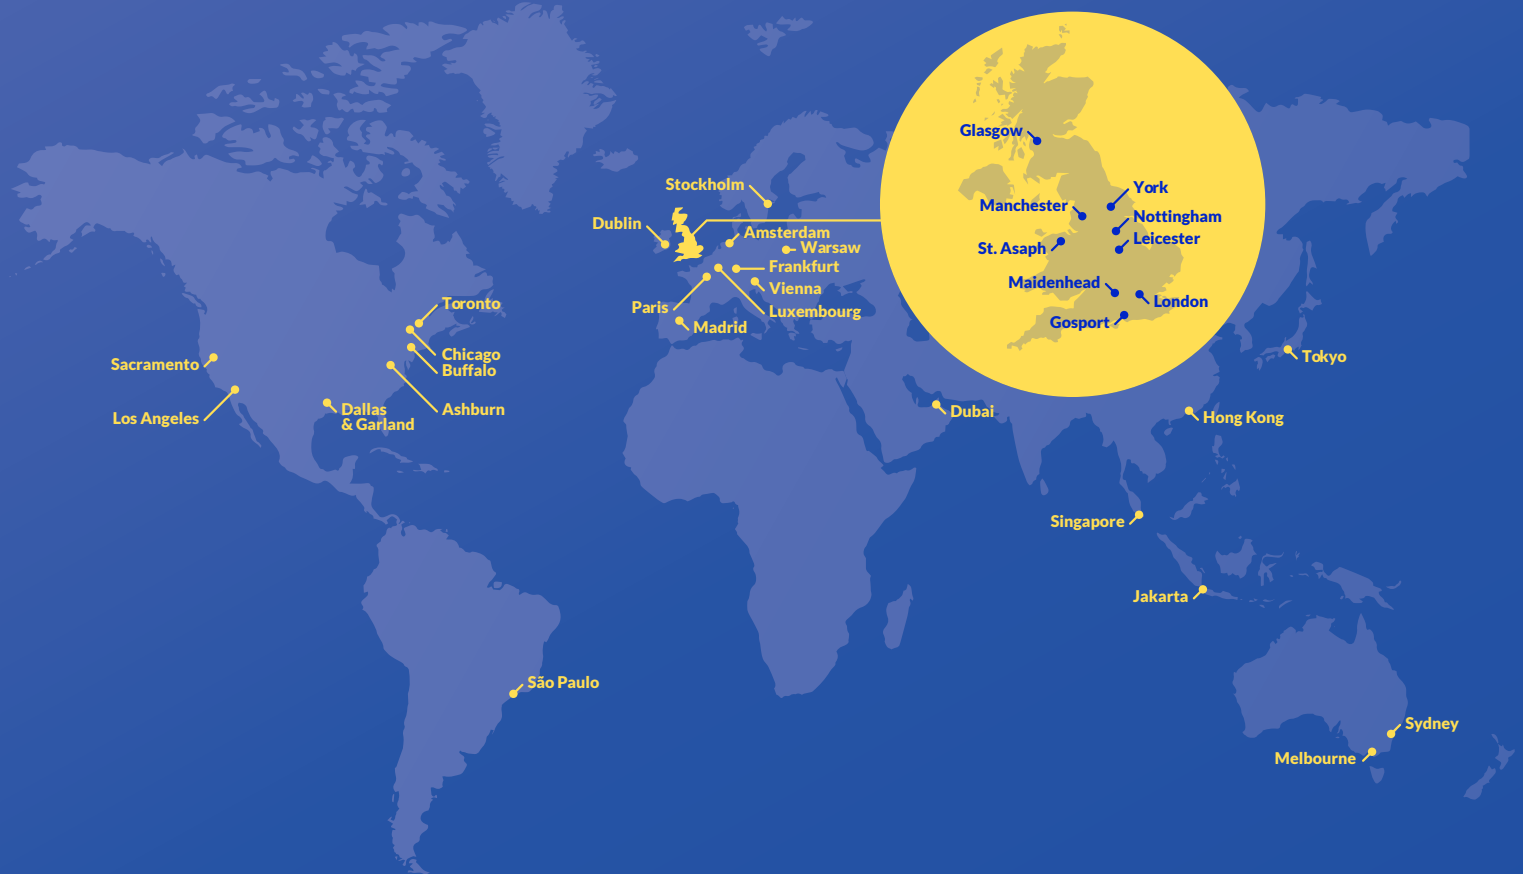 Glasgow
York
Manchester
Nottingham
Leicester
St. Asaph
Maidenhead
London
Gosport
Stockholm
Dublin
Amsterdam
Warsaw
Frankfurt
Vienna
Paris
Luxembourg
Madrid
Toronto
Chicago
Buffalo
Sacramento
Ashburn
Los Angeles
Dallas
& Garland
Tokyo
Dubai
Hong Kong
Singapore
Jakarta
São Paulo
Sydney
Melbourne